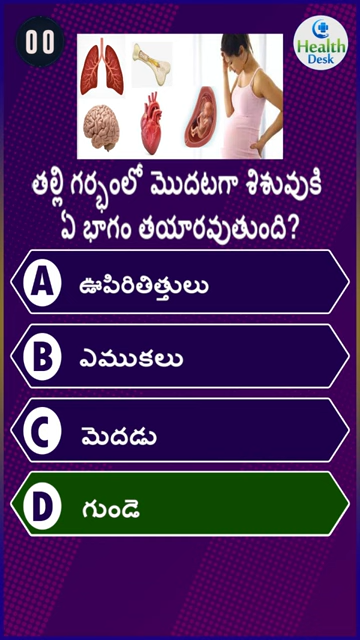 00
Health
Desk
తల్లి గర్భంలో మొదటగా శిశువుకి
ఏ భాగం తయారవుతుంది?
A ఊపిరితిత్తులు
B ఎముకలు
C మెదడు
D గుండె